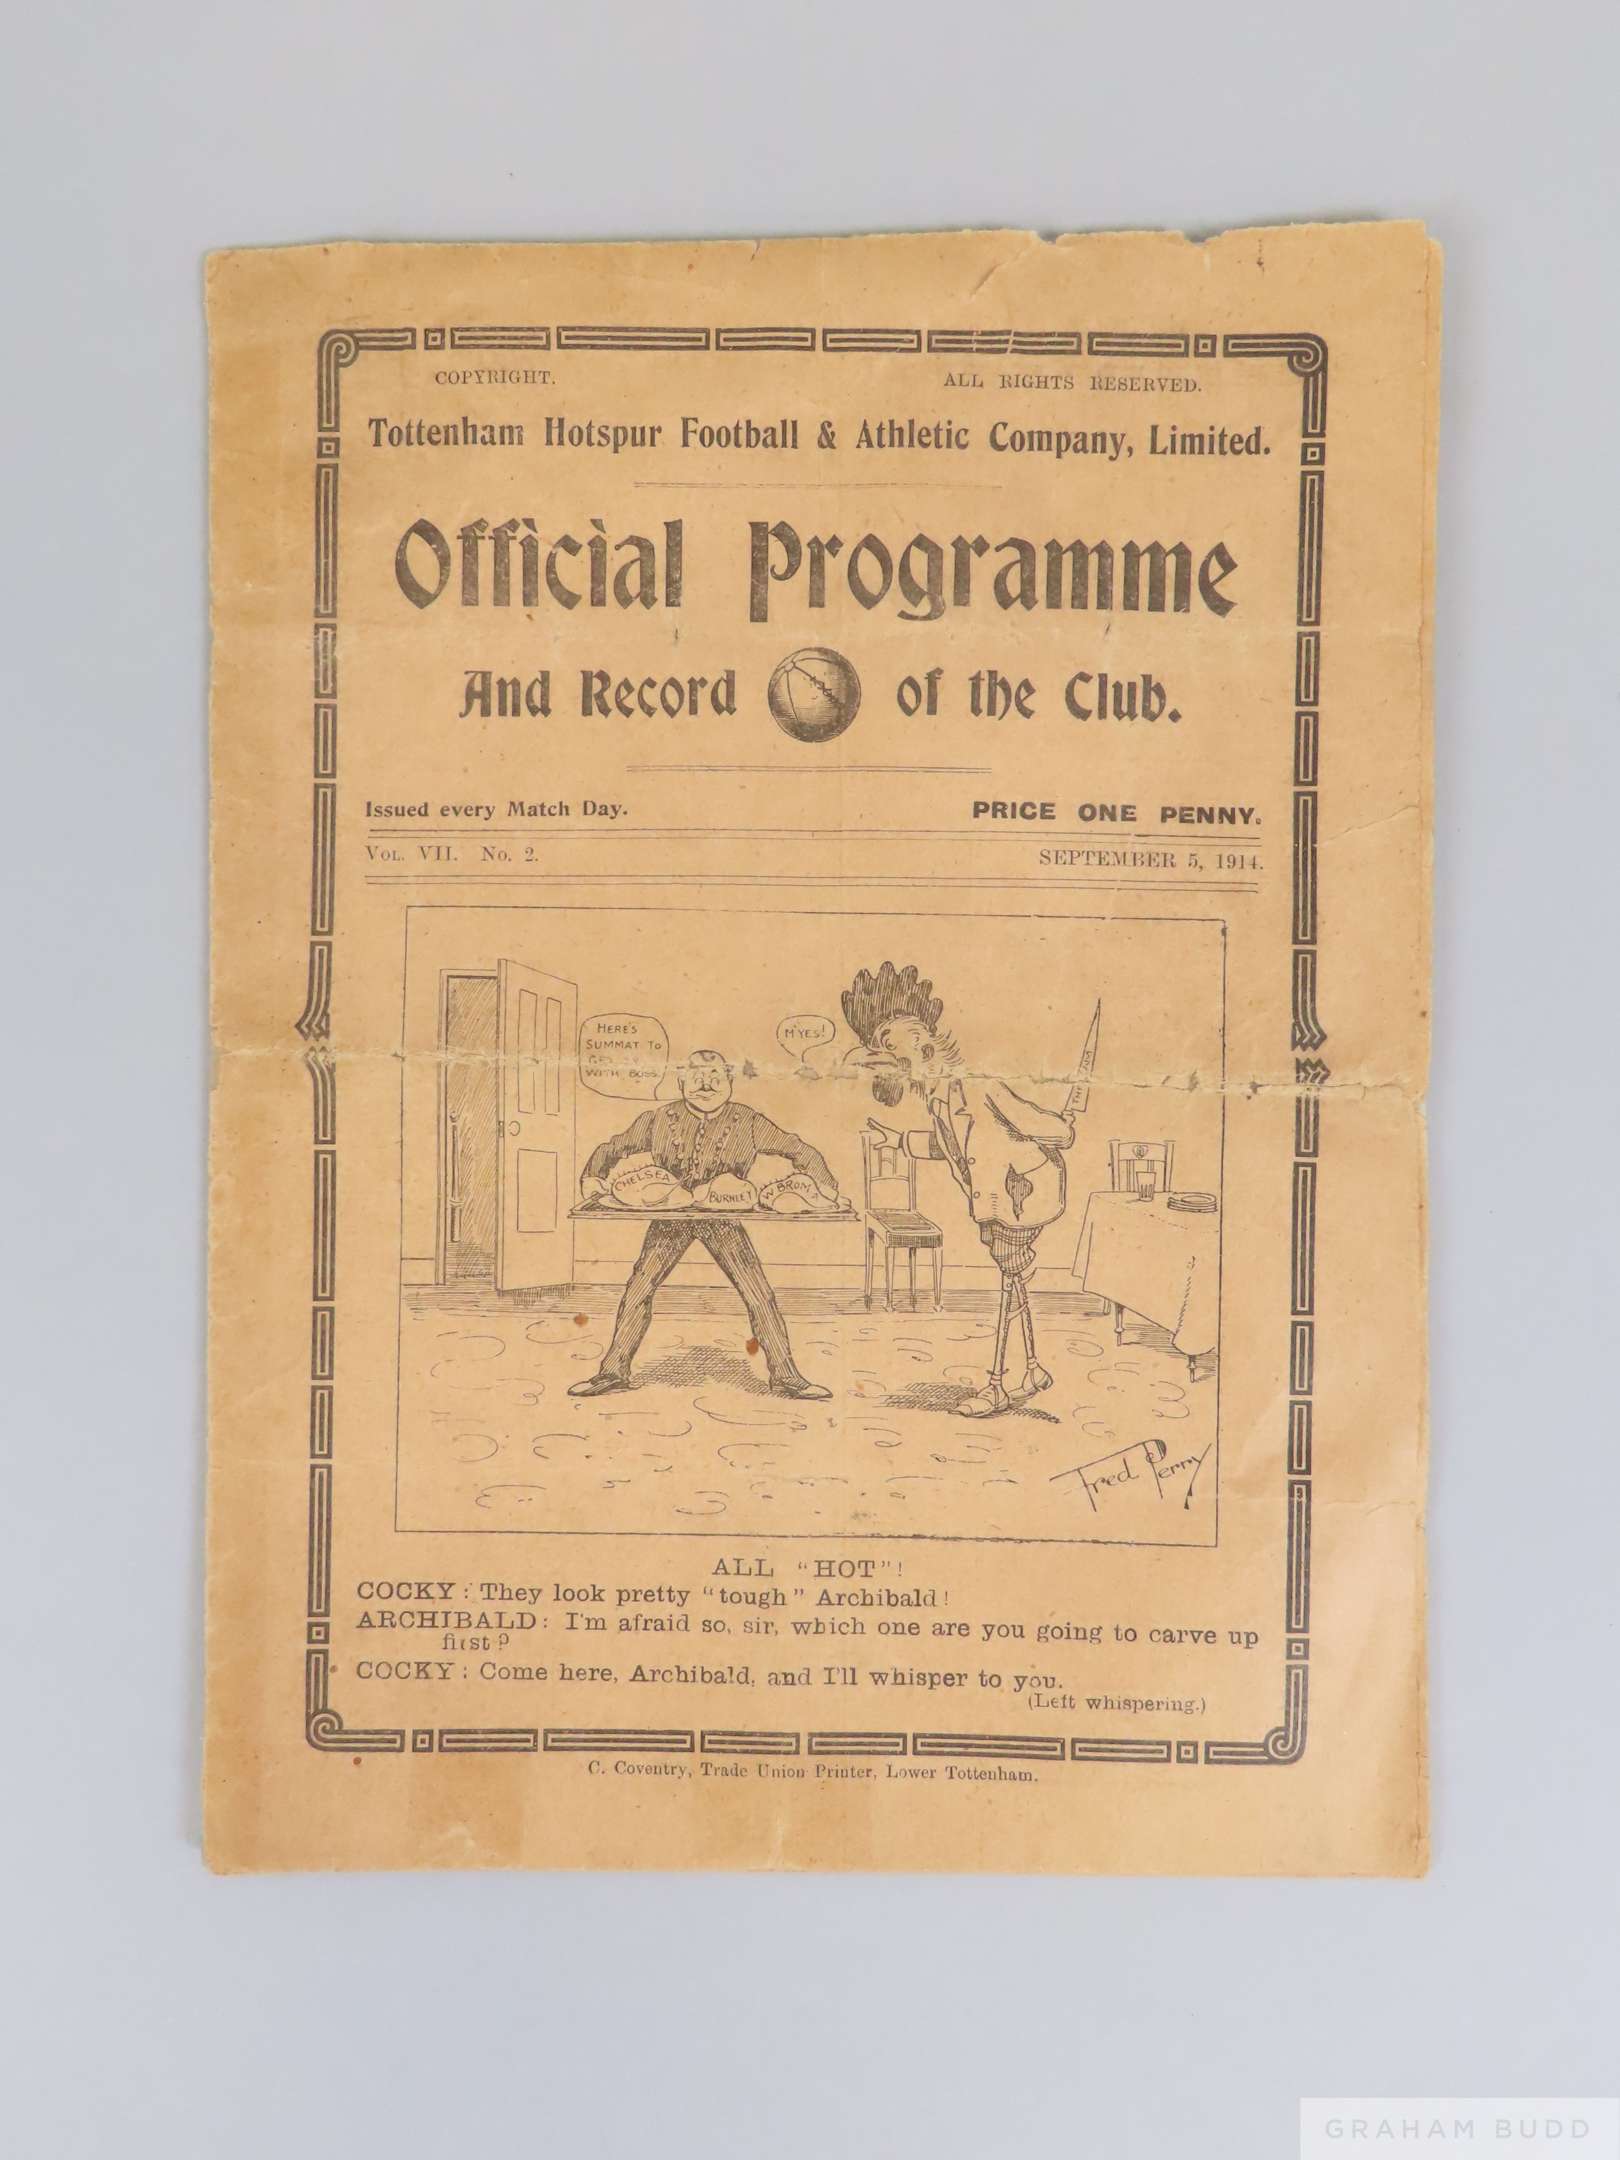 COPYRIGHT. ALL RIGHTS RESERVED.
Tottenham Hotspur Football & Athletic Company, Limited.
Official Programme
And Record of the Club.
Issued every Match Day. PRICE ONE PENNY.
VOL. VII. No. 2. SEPTEMBER 5, 1914.
HERE'S
SUMMAT TO
WITH BOSS.
M'YES!
CHELSEA
BURNLEY
W BROM
Fred Perry
ALL "HOT"!
COCKY: They look pretty "tough" Archibald!
ARCHIBALD: I'm afraid so, sir, which one are you going to carve up
first?
COCKY: Come here, Archibald, and I'll whisper to you.
(Left whispering.)
C. Coventry, Trade Union Printer, Lower Tottenham.
GRAHAM BUDD